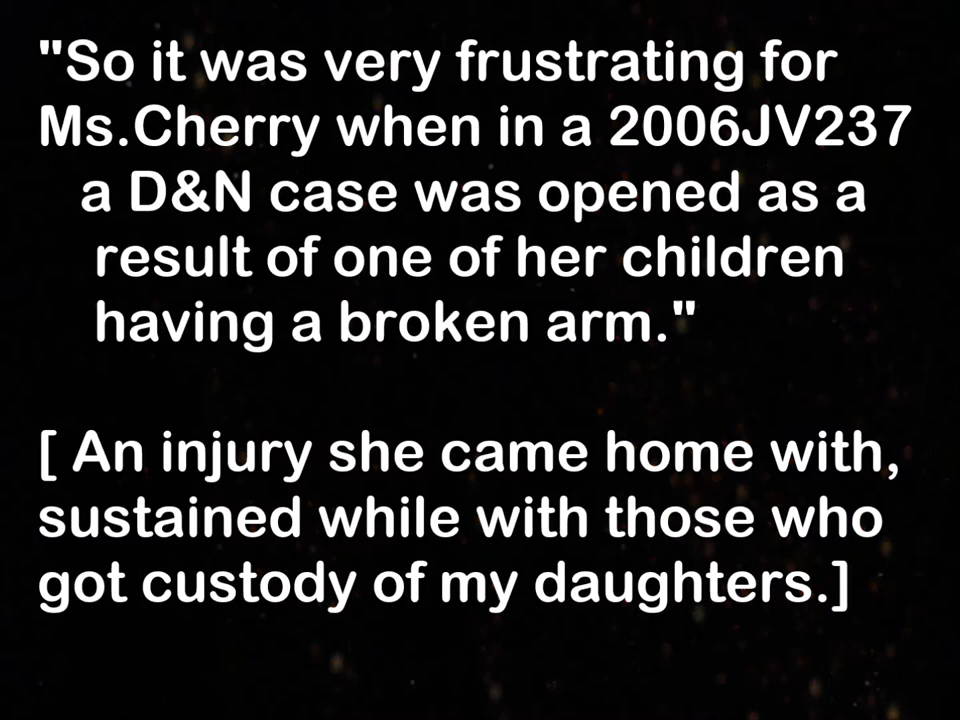 "So it was very frustrating for
Ms.Cherry when in a 2006JV237
a D&N case was opened as a
result of one of her children
having a broken arm."
[ An injury she came home with,
sustained while with those who
got custody of my daughters.]